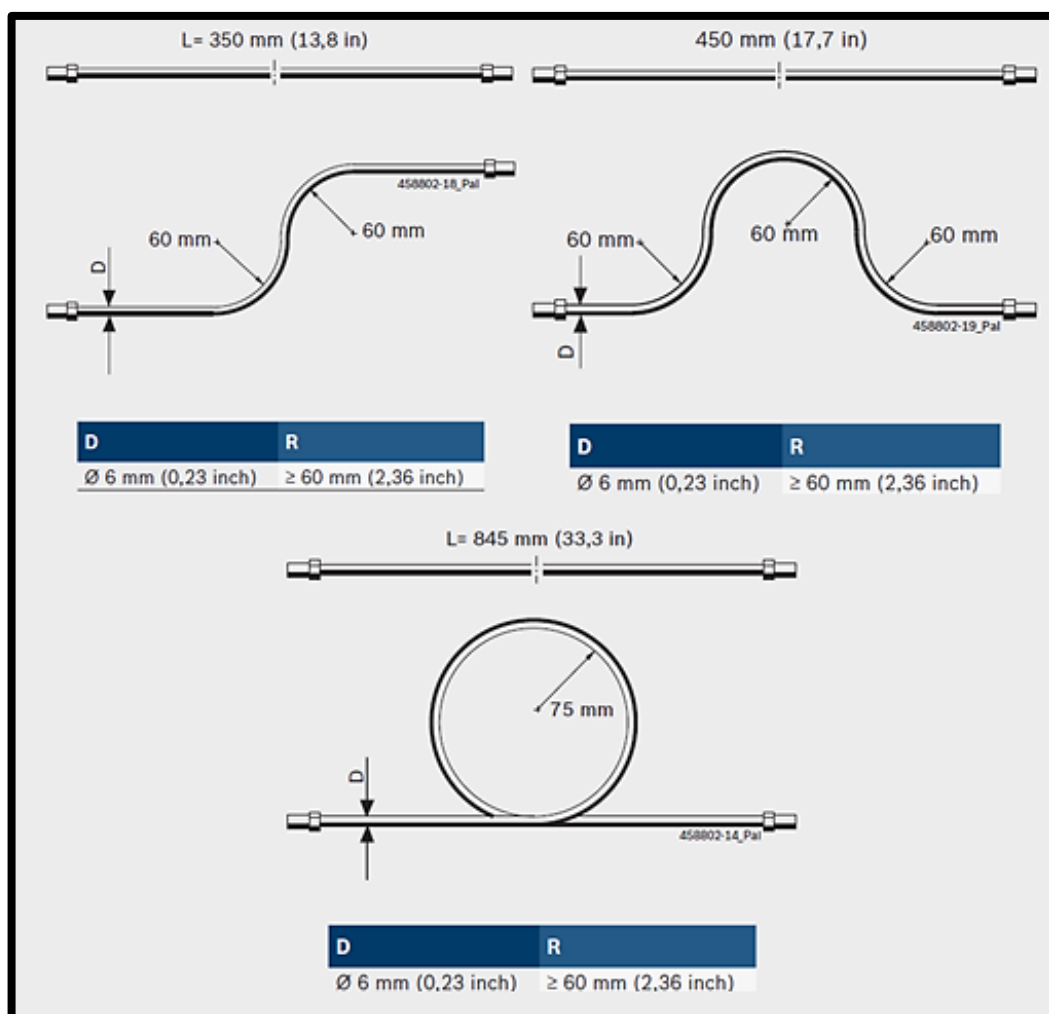 L= 350 mm (13,8 in)
450 mm (17,7 in)
458802-18_Pal
60 mm
60 mm
D
60 mm
60 mm
60 mm
458802-19_Pal
D
D R
Ø 6 mm (0,23 inch) ≥ 60 mm (2,36 inch)
D R
Ø 6 mm (0,23 inch) ≥ 60 mm (2,36 inch)
L= 845 mm (33,3 in)
75 mm
D
458802-14_Pal
D R
Ø 6 mm (0,23 inch) ≥ 60 mm (2,36 inch)